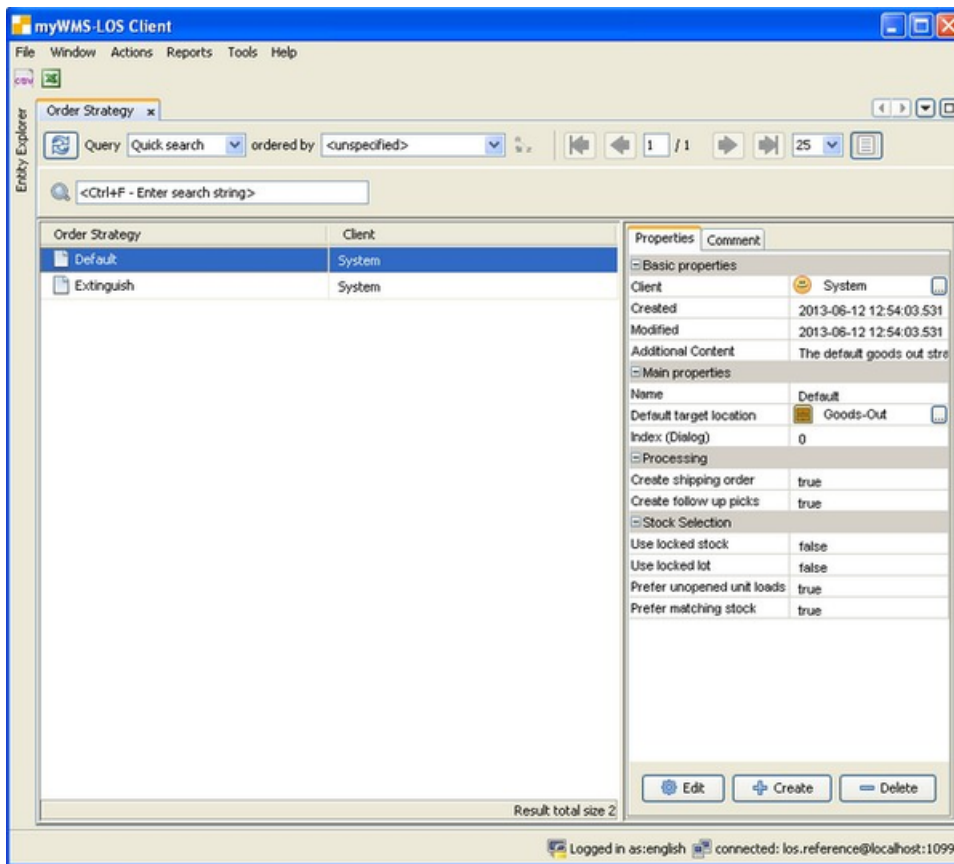 myWMS-LOS Client
File Window Actions Reports Tools Help
csv
Entity Explorer
Order Strategy x
Query Quick search ordered by <unspecified> 1 / 1 25
<Ctrl+F - Enter search string>
Order Strategy Client
Default System
Extinguish System
Result total size 2
Properties Comment
Basic properties
Client System ...
Created 2013-06-12 12:54:03.531
Modified 2013-06-12 12:54:03.531
Additional Content The default goods out stra
Main properties
Name Default
Default target location Goods-Out ...
Index (Dialog) 0
Processing
Create shipping order true
Create follow up picks true
Stock Selection
Use locked stock false
Use locked lot false
Prefer unopened unit loads true
Prefer matching stock true
Edit Create Delete
Logged in as:english connected: los.reference@localhost:1099